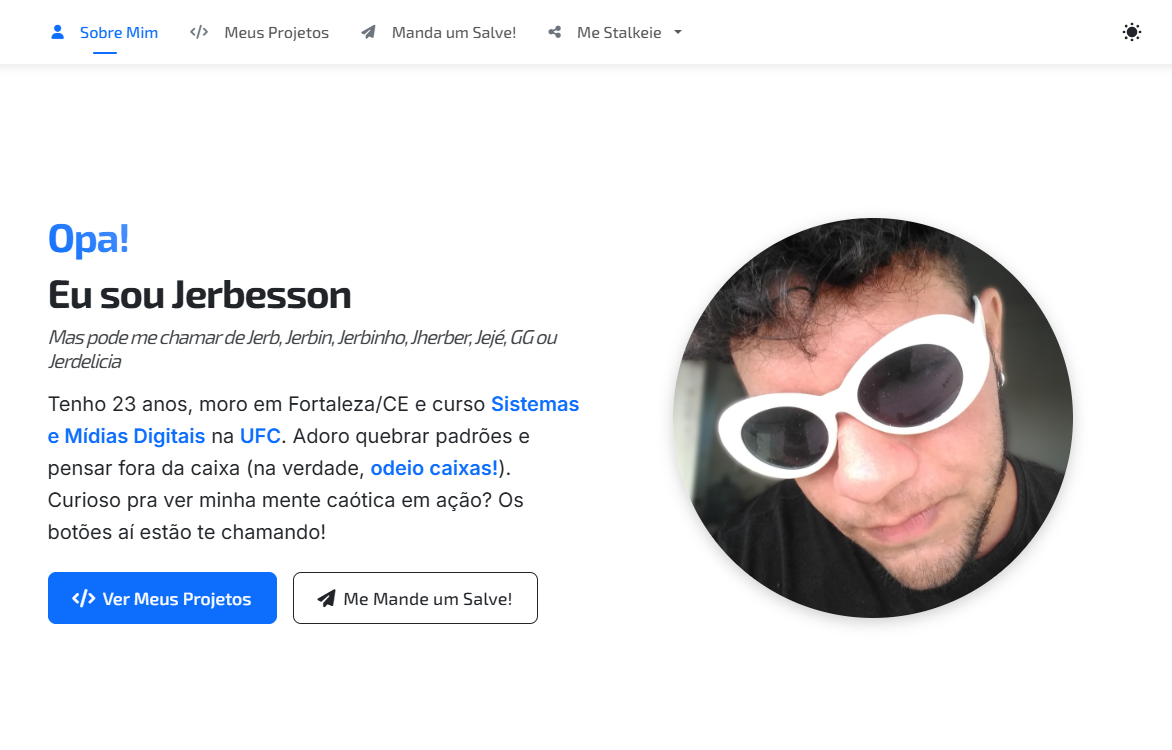 Sobre Mim
Meus Projetos
Manda um Salve!
Me Stalkeie
Opa!
Eu sou Jerbesson
Mas pode me chamar de Jerb, Jerbin, Jerbinho, Jherber, Jejé, GG ou
Jerdelicia
Tenho 23 anos, moro em Fortaleza/CE e curso Sistemas
e Mídias Digitais na UFC. Adoro quebrar padrões e
pensar fora da caixa (na verdade, odeio caixas!).
Curioso pra ver minha mente caótica em ação? Os
botões aí estão te chamando!
Ver Meus Projetos
Me Mande um Salve!